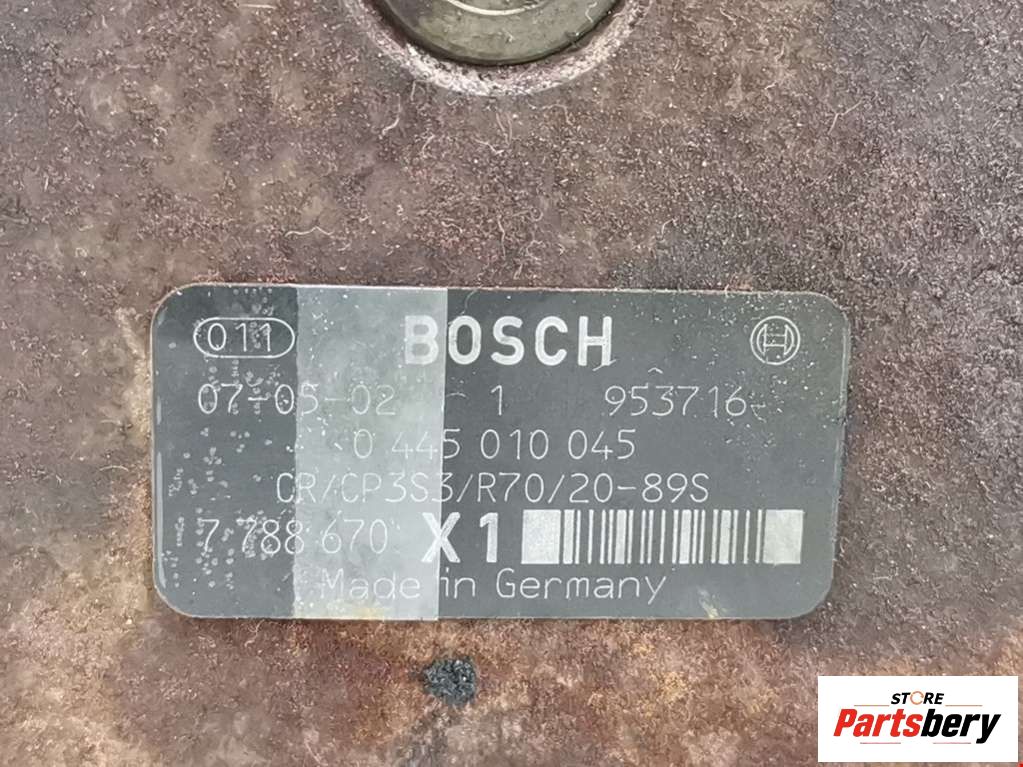 011 BOSCH
07-05-02 1 953716
0 445 010 045
CR/CP3S3/R70/20-89S
7 788 670 X1
Made in Germany
STORE
Partsbery